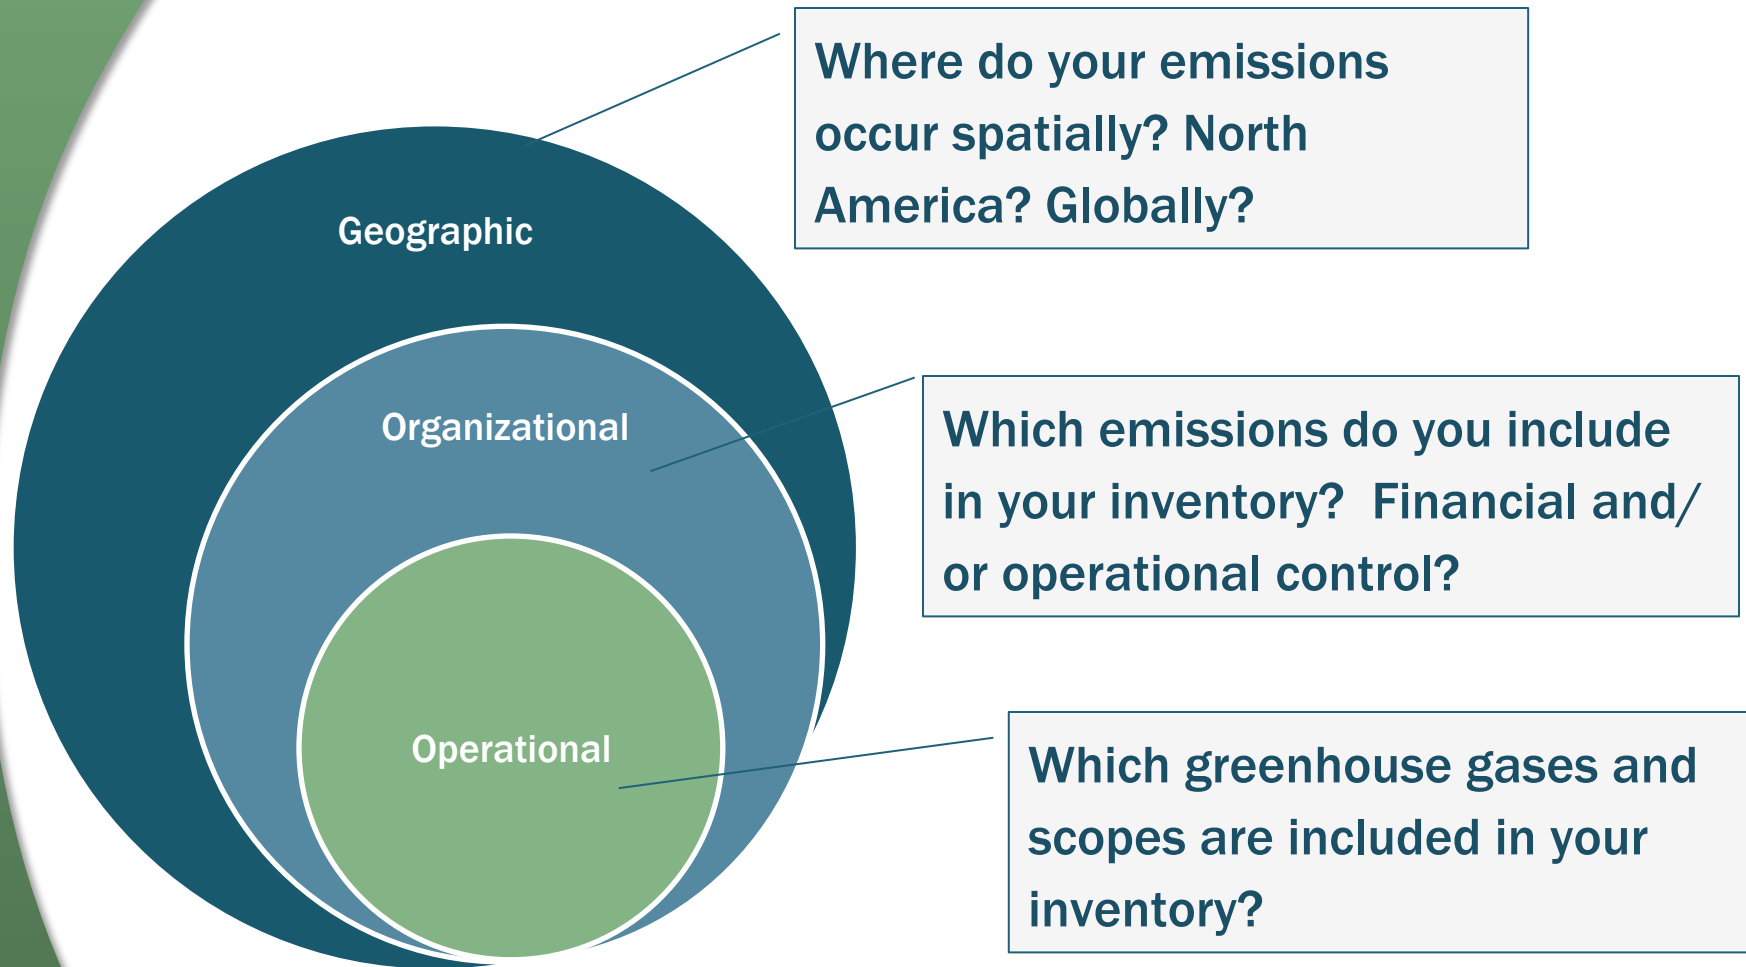 Where do your emissions
occur spatially? North
America? Globally?
Geographic
Organizational
Which emissions do you include
in your inventory?  Financial and/
or operational control?
Operational
Which greenhouse gases and
scopes are included in your
inventory?